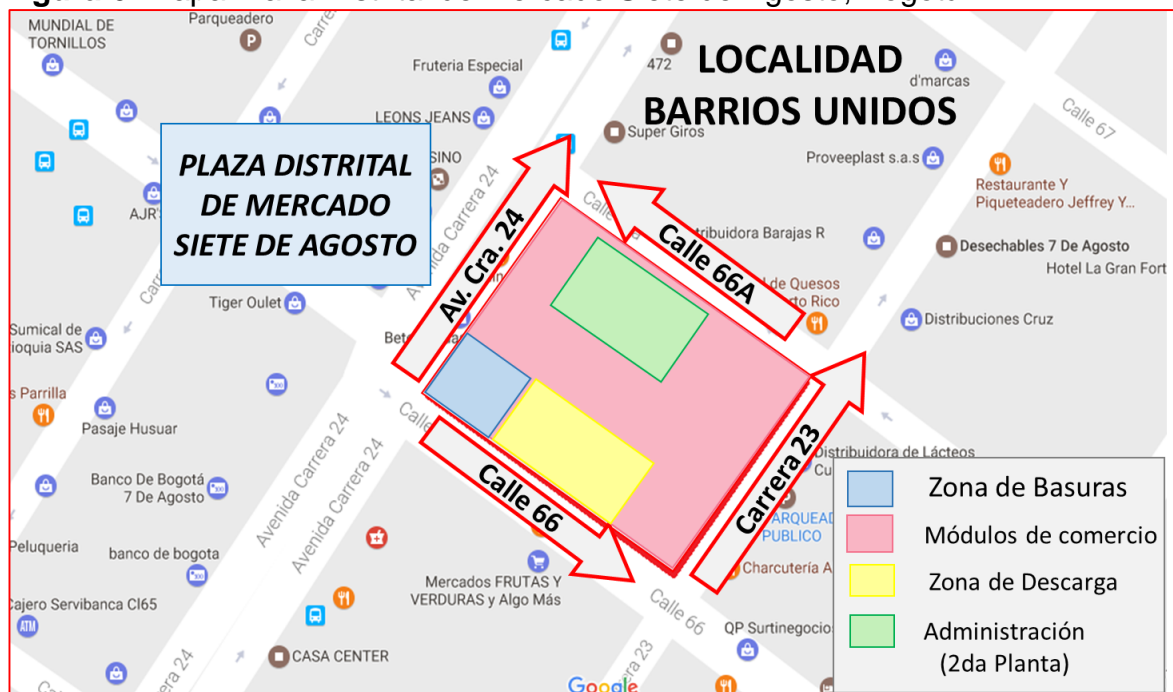 MUNDIAL DE
TORNILLOS
Parqueadero
Fruteria Especial
472
LOCALIDAD
BARRIOS UNIDOS
d'marcas
Calle 67
LEONS JEANS
Super Giros
Proveeplast s.a.s
PLAZA DISTRITAL
DE MERCADO
SIETE DE AGOSTO
Restaurante Y
Piqueteadero Jeffrey Y...
Avenida Carrera 24
Av. Cra. 24
Calle 66A
Desechables 7 De Agosto
Hotel La Gran Fort
Tiger Oulet
de Quesos
Distribuciones Cruz
Sumical de
Pasaje Husuar
Calle 66
Carrera 23
Distribuidora de Lácteos
Banco De Bogotá
7 De Agosto
Avenida Carrera 24
Avenida Carrera 24
PUBLICO
Peluqueria
banco de bogota
Mercados FRUTAS Y
VERDURAS y Algo Más
Charcutería A
Cajero Servibanca Cl65
ATM
Calle 66
QP Surtinegocios
CASA CENTER
Google
Zona de Basuras
Módulos de comercio
Zona de Descarga
Administración
(2da Planta)